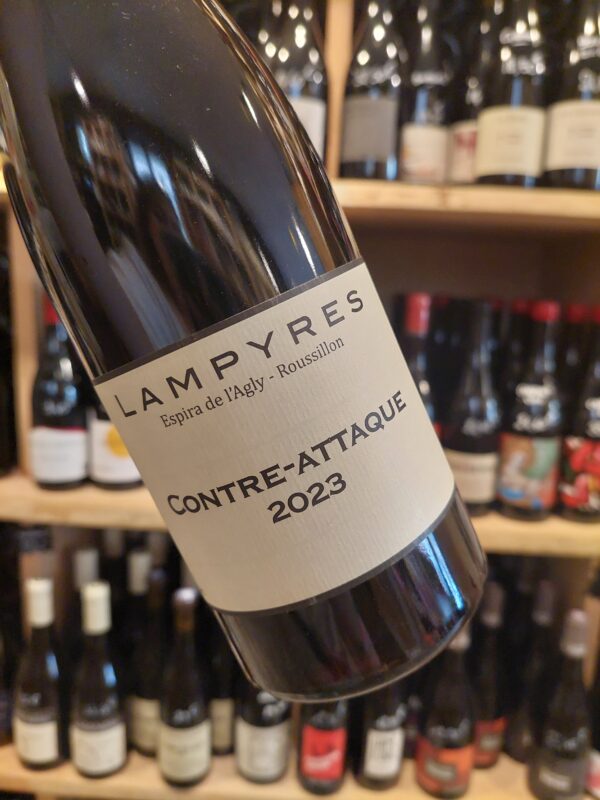 LAMPYRES
Espira de l'Agly - Roussillon
CONTRE-ATTAQUE
2023